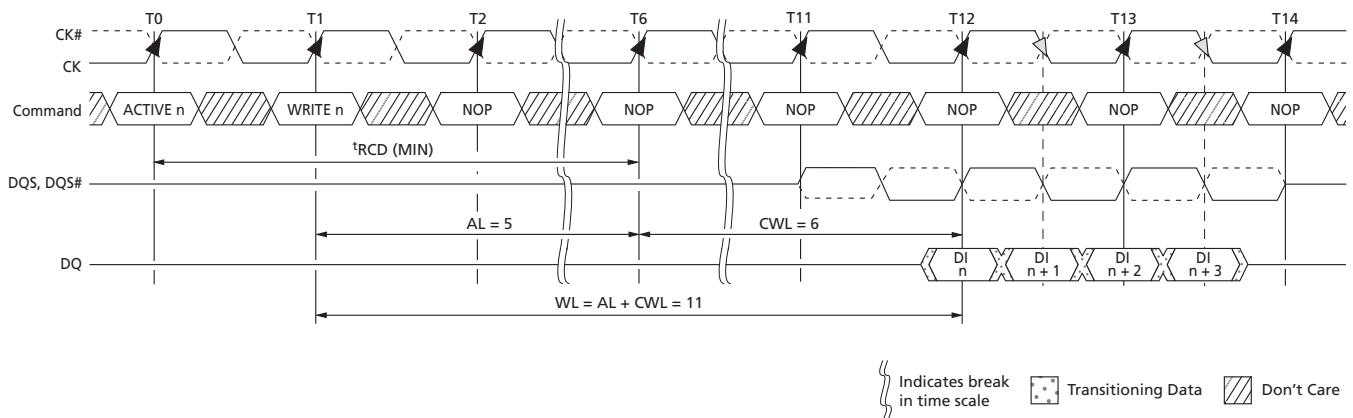 T0 T1 T2 T6 T11 T12 T13 T14
CK#
CK
Command ACTIVE n WRITE n NOP NOP NOP NOP NOP NOP
tRCD (MIN)
DQS, DQS#
AL = 5 CWL = 6
DQ DI n DI n + 1 DI n + 2 DI n + 3
WL = AL + CWL = 11
Indicates break in time scale
Transitioning Data
Don't Care